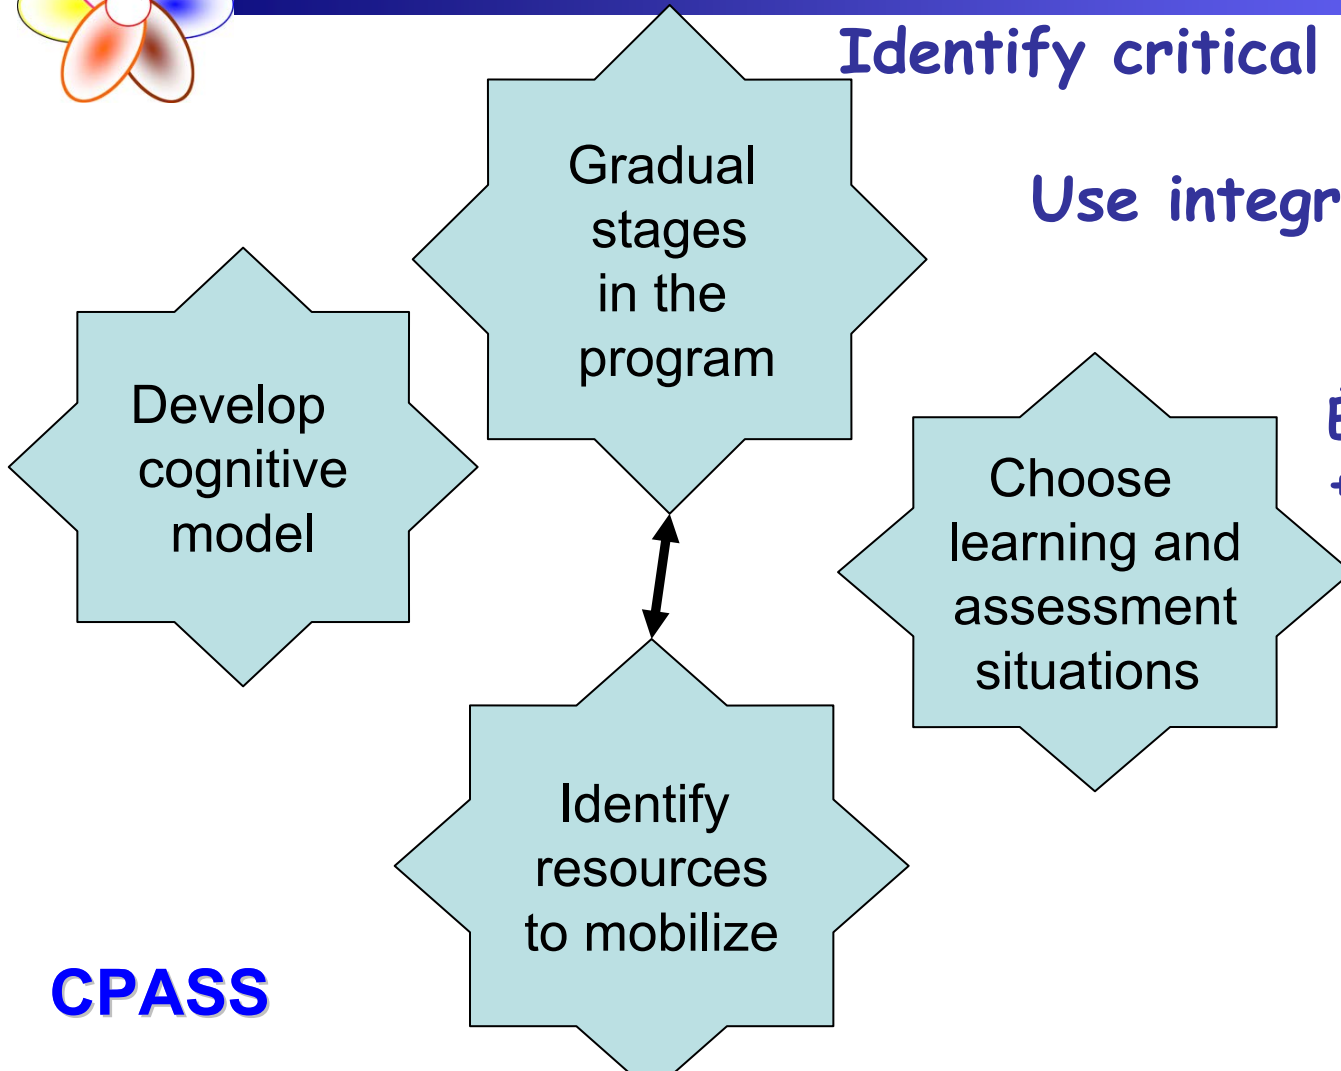 Identify critical
Use
Gradual
stages
in the
program
Develop
cognitive
model
Choose
learning and
assessment
situations
Identify
resources
to mobilize
CPASS